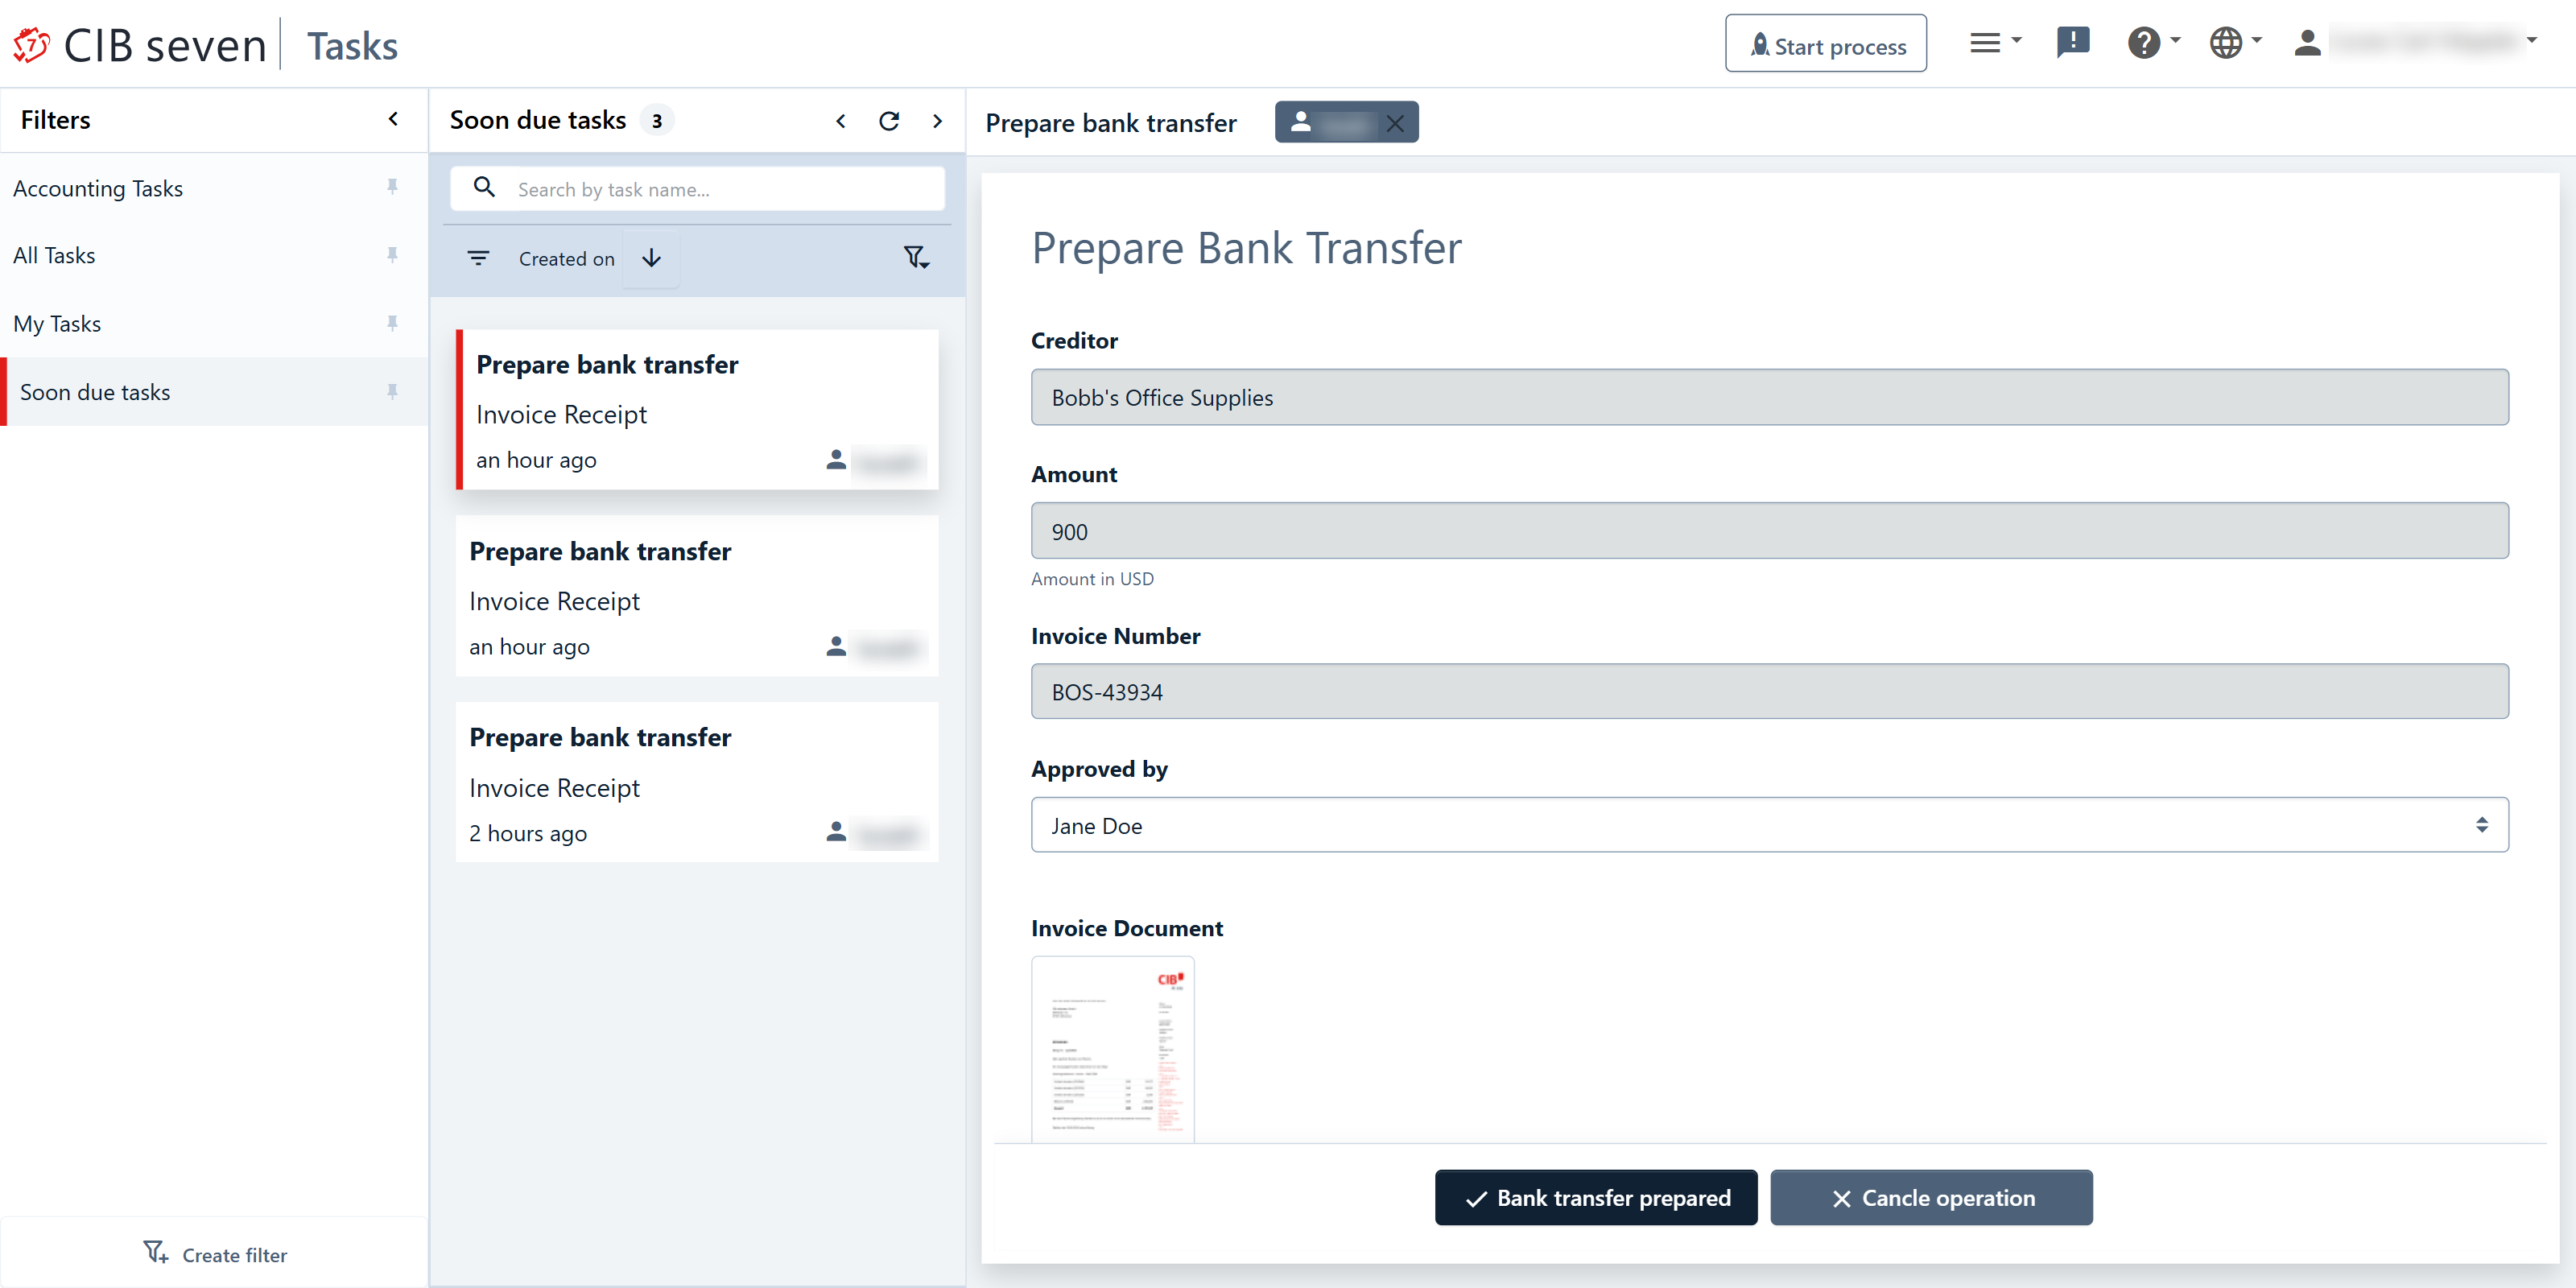 CIB seven
Tasks
Start process
Filters
Accounting Tasks
All Tasks
My Tasks
Soon due tasks
Create filter
Soon due tasks 3
Search by task name...
Created on
Prepare bank transfer
Invoice Receipt
an hour ago
Prepare bank transfer
Invoice Receipt
an hour ago
Prepare bank transfer
Invoice Receipt
2 hours ago
Prepare bank transfer
Prepare Bank Transfer
Creditor
Bobb's Office Supplies
Amount
900
Amount in USD
Invoice Number
BOS-43934
Approved by
Jane Doe
Invoice Document
CIB
Bank transfer prepared
Cancle operation